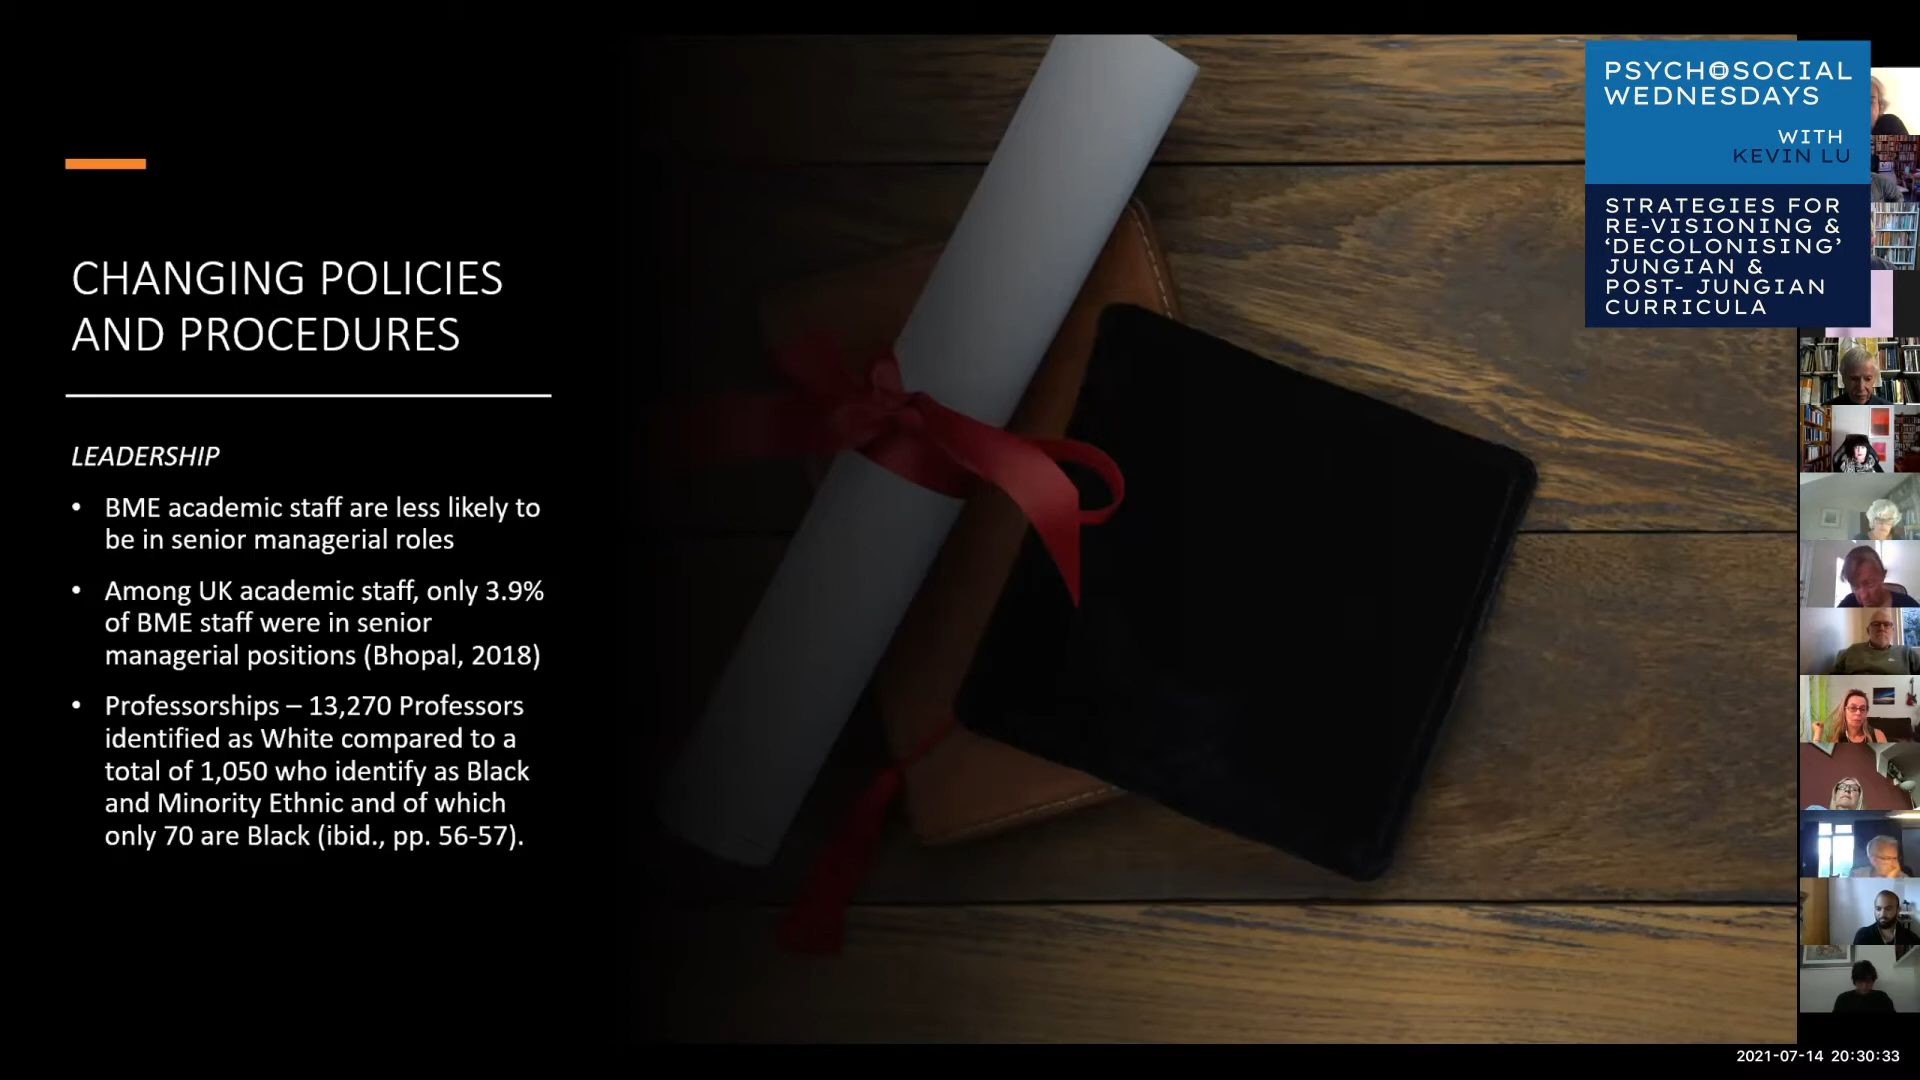 CHANGING POLICIES
AND PROCEDURES
LEADERSHIP
• BME academic staff are less likely to
be in senior managerial roles
• Among UK academic staff, only 3.9%
of BME staff were in senior
managerial positions (Bhopal, 2018)
• Professorships – 13,270 Professors
identified as White compared to a
total of 1,050 who identify as Black
and Minority Ethnic and of which
only 70 are Black (ibid., pp. 56-57).
PSYCHOSOCIAL
WEDNESDAYS
WITH
KEVIN LU
STRATEGIES FOR
RE-VISIONING &
‘DECOLONISING’
JUNGIAN &
POST- JUNGIAN
CURRICULA
2021-07-14 20:30:33